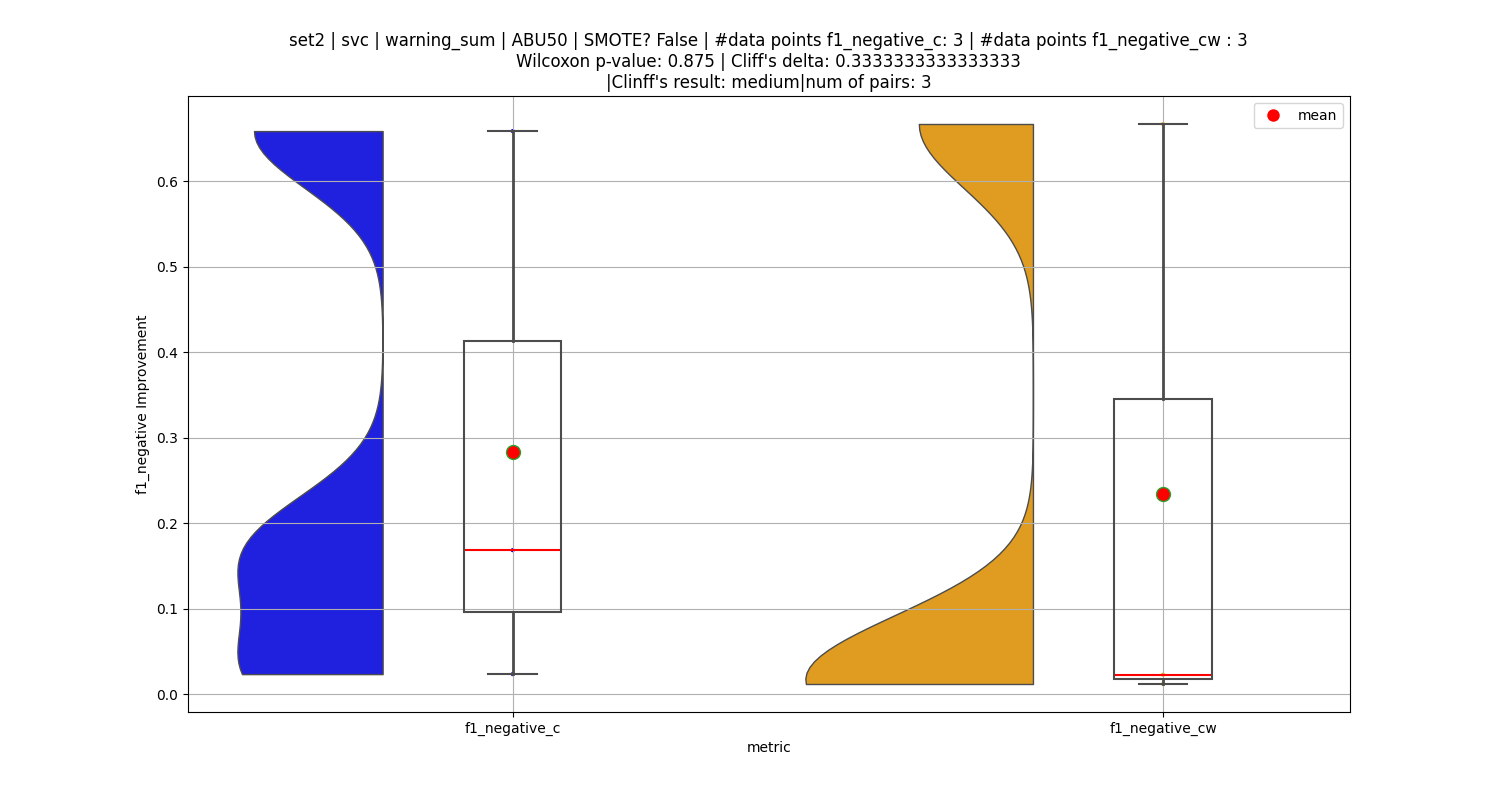 set2 | svc | warning_sum | ABU50 | SMOTE? False | #data points f1_negative_c: 3 | #data points f1_negative_cw : 3
Wilcoxon p-value: 0.875 | Cliff's delta: 0.3333333333333333
|Clinff's result: medium|num of pairs: 3
mean
0.6
0.5
0.4
0.3
0.2
0.1
0.0
f1_negative Improvement
f1_negative_c
f1_negative_cw
metric